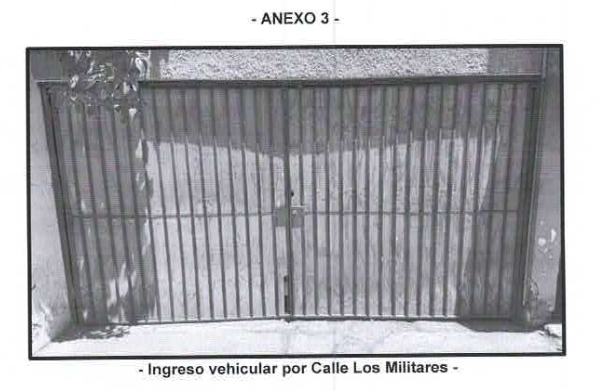 - ANEXO 3 -
- Ingreso vehicular por Calle Los Militares -